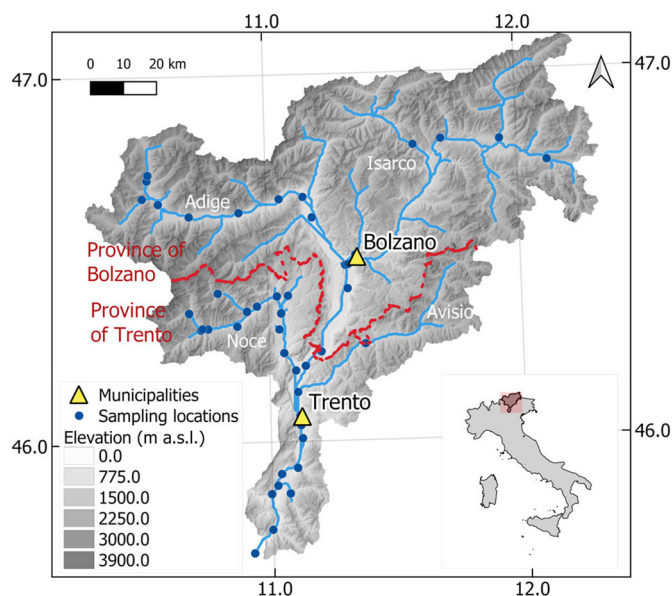 11.0
12.0
47.0
47.0
0 10 20 km
Isarco
Adige
Bolzano
Province of
Bolzano
Province
of Trento
Avisio
Noce
Trento
Municipalities
Sampling locations
Elevation (m a.s.l.)
0.0
775.0
1500.0
2250.0
3000.0
3900.0
46.0
46.0
11.0
12.0